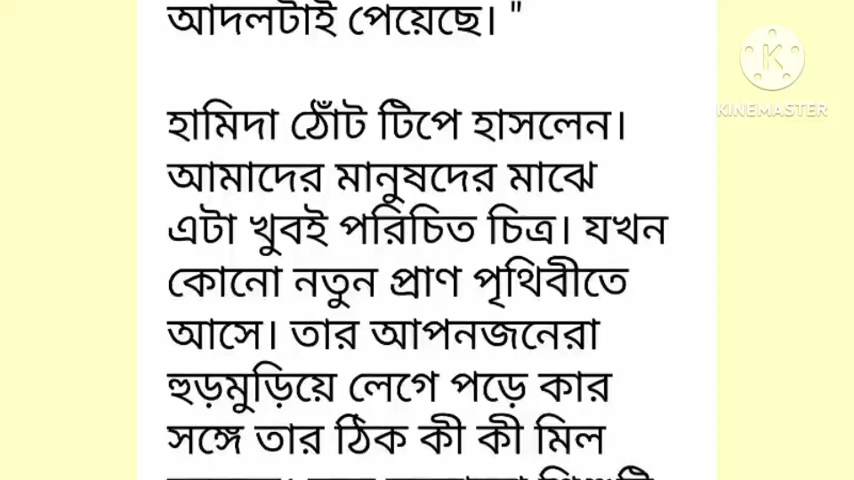 আদলটাই পেয়েছে। "
হামিদা ঠোঁট টিপে হাসলেন।
আমাদের মানুষদের মাঝে
এটা খুবই পরিচিত চিত্র। যখন
কোনো নতুন প্রাণ পৃথিবীতে
আসে। তার আপনজনেরা
হুড়মুড়িয়ে লেগে পড়ে কার
সঙ্গে তার ঠিক কী কী মিল
K
KINEMASTER